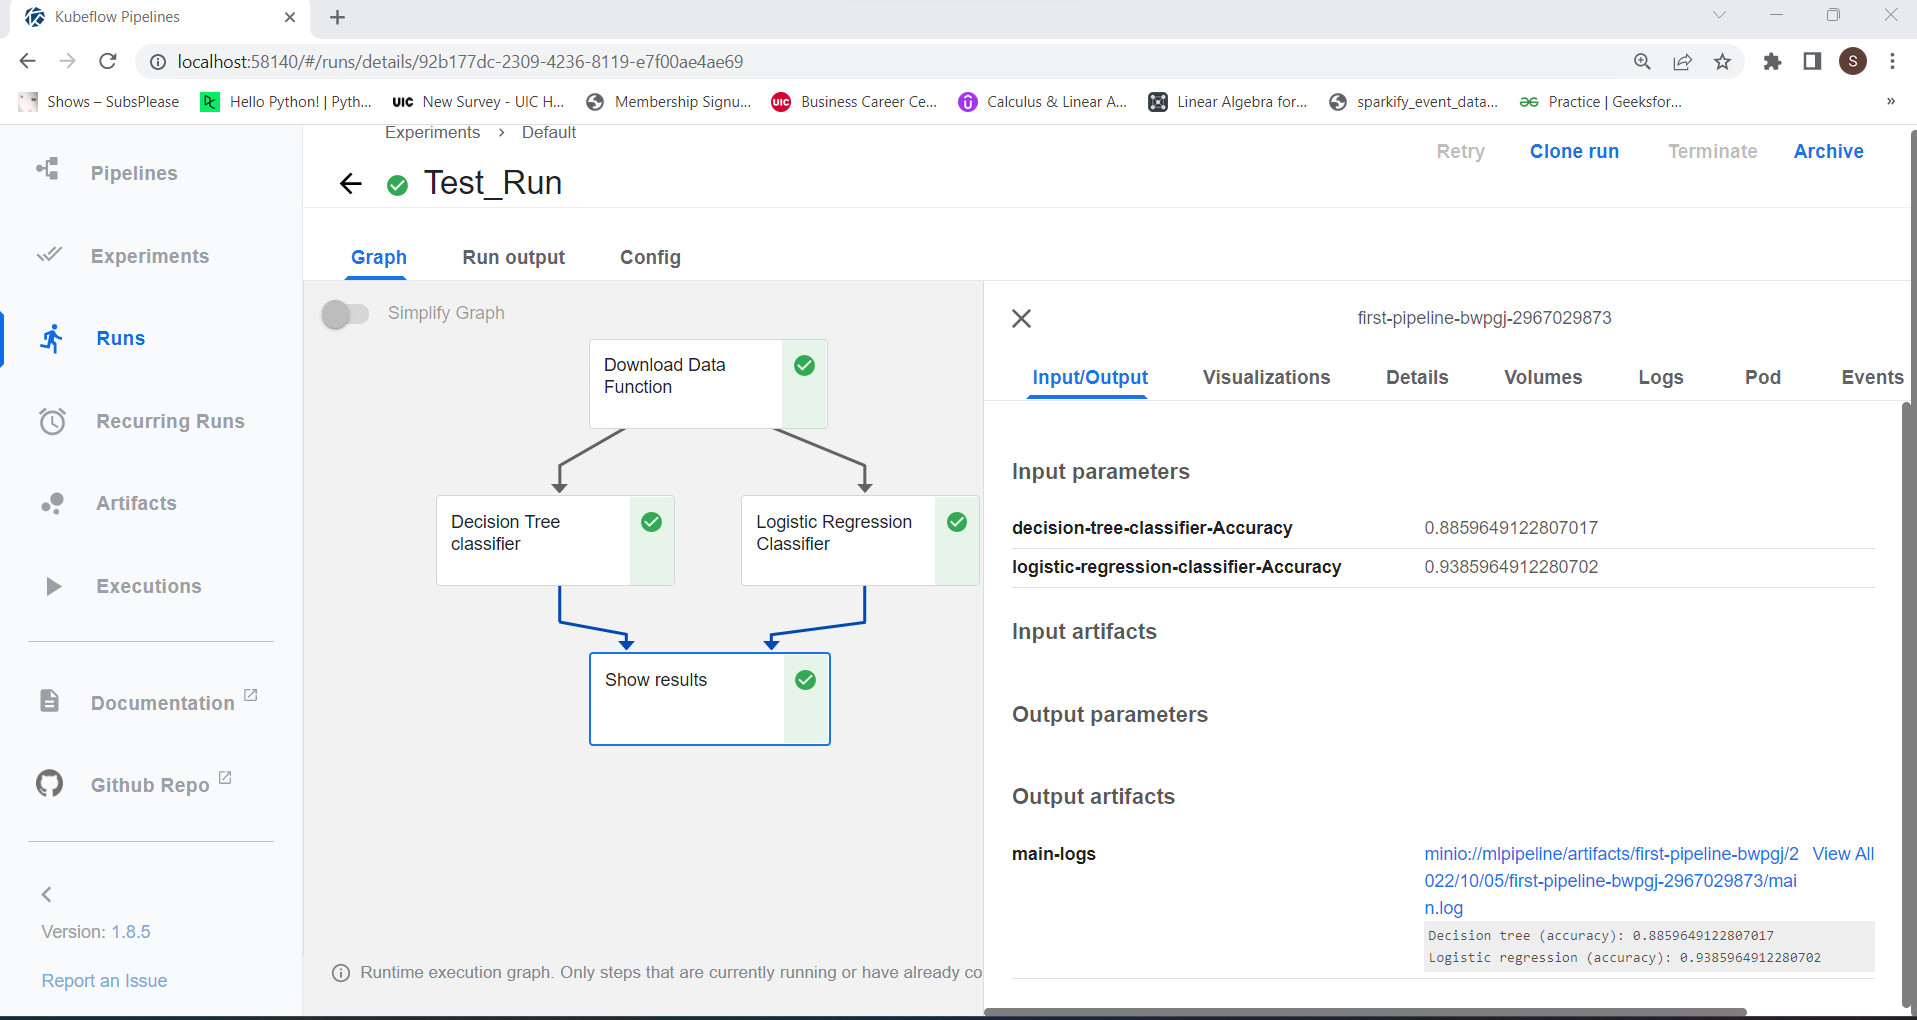 Kubeflow Pipelines
localhost:58140/#/runs/details/92b177dc-2309-4236-8119-e7f00ae4ae69
S
Shows – SubsPlease
Hello Python! | Pyth...
UIC New Survey - UIC H...
Membership Signu...
UIC Business Career Ce...
Calculus & Linear A...
Linear Algebra for...
sparkify_event_data...
Practice | Geeksfor...
»
Experiments > Default
Test_Run
Retry
Clone run
Terminate
Archive
Pipelines
Experiments
Runs
Recurring Runs
Artifacts
Executions
Documentation
Github Repo
Version: 1.8.5
Report an Issue
Graph
Run output
Config
Simplify Graph
Download Data
Function
Decision Tree
classifier
Logistic Regression
Classifier
Show results
Runtime execution graph. Only steps that are currently running or have already co
first-pipeline-bwpgj-2967029873
Input/Output
Visualizations
Details
Volumes
Logs
Pod
Events
Input parameters
decision-tree-classifier-Accuracy 0.8859649122807017
logistic-regression-classifier-Accuracy 0.9385964912280702
Input artifacts
Output parameters
Output artifacts
main-logs
minio://mlpipeline/artifacts/first-pipeline-bwpgj/2 View All
022/10/05/first-pipeline-bwpgj-2967029873/mai
n.log
Decision tree (accuracy): 0.8859649122807017
Logistic regression (accuracy): 0.9385964912280702